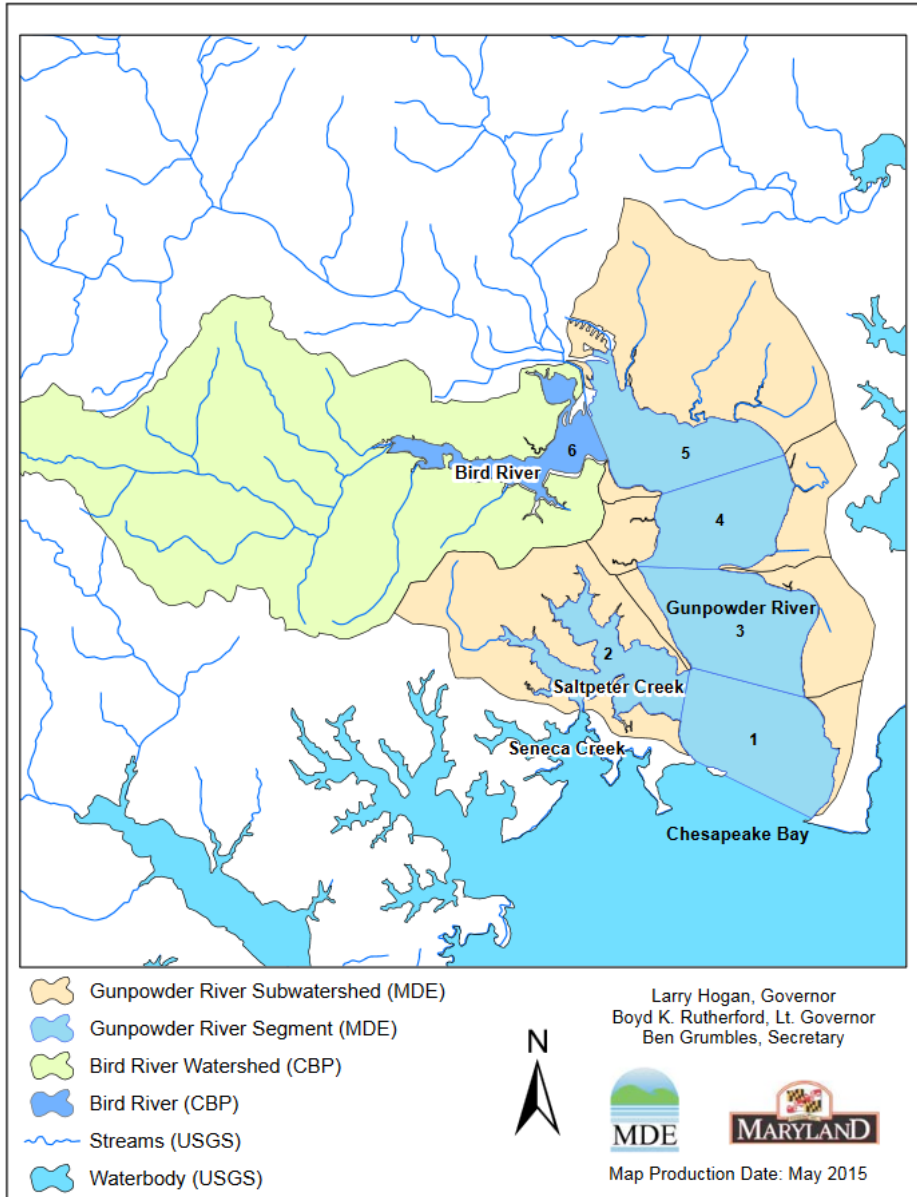 5
6
Bird River
4
Gunpowder River
3
2
Saltpeter Creek
1
Seneca Creek
Chesapeake Bay
Gunpowder River Subwatershed (MDE)
Gunpowder River Segment (MDE)
Bird River Watershed (CBP)
Bird River (CBP)
Streams (USGS)
Waterbody (USGS)
N
Larry Hogan, Governor
Boyd K. Rutherford, Lt. Governor
Ben Grumbles, Secretary
MDE
MARYLAND
Map Production Date: May 2015